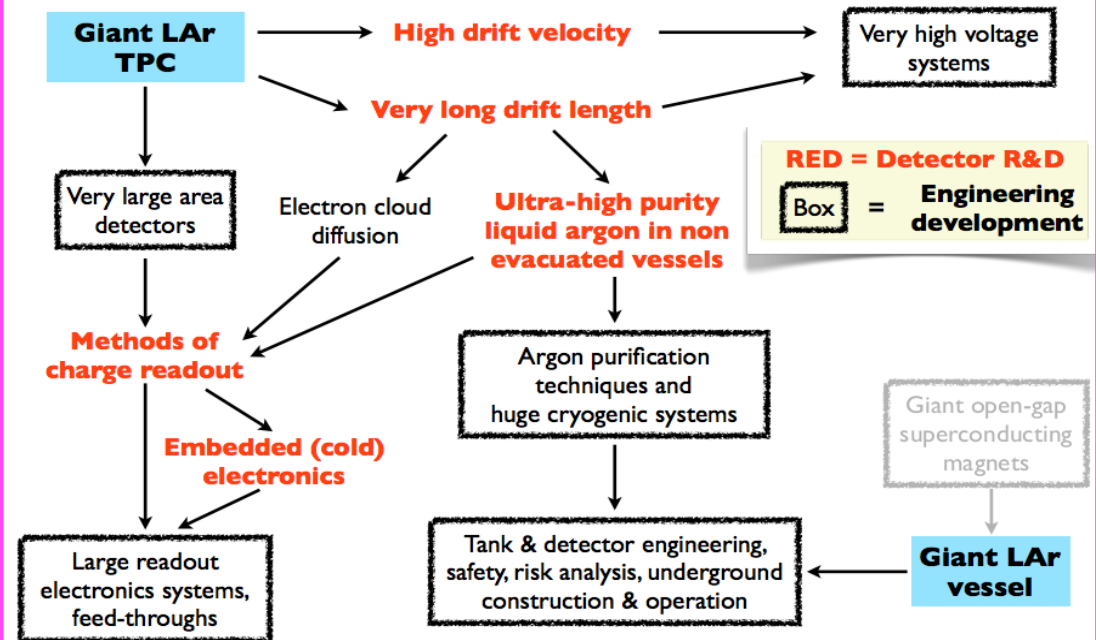 Giant LAr
TPC
High drift velocity
Very high voltage
systems
Very long drift length
RED = Detector R&D
Box = Engineering
development
Very large area
detectors
Electron cloud
diffusion
Ultra-high purity
liquid argon in non
evacuated vessels
Methods of
charge readout
Argon purification
techniques and
huge cryogenic systems
Giant open-gap
superconducting
magnets
Embedded (cold)
electronics
Large readout
electronics systems,
feed-throughs
Tank & detector engineering,
safety, risk analysis, underground
construction & operation
Giant LAr
vessel